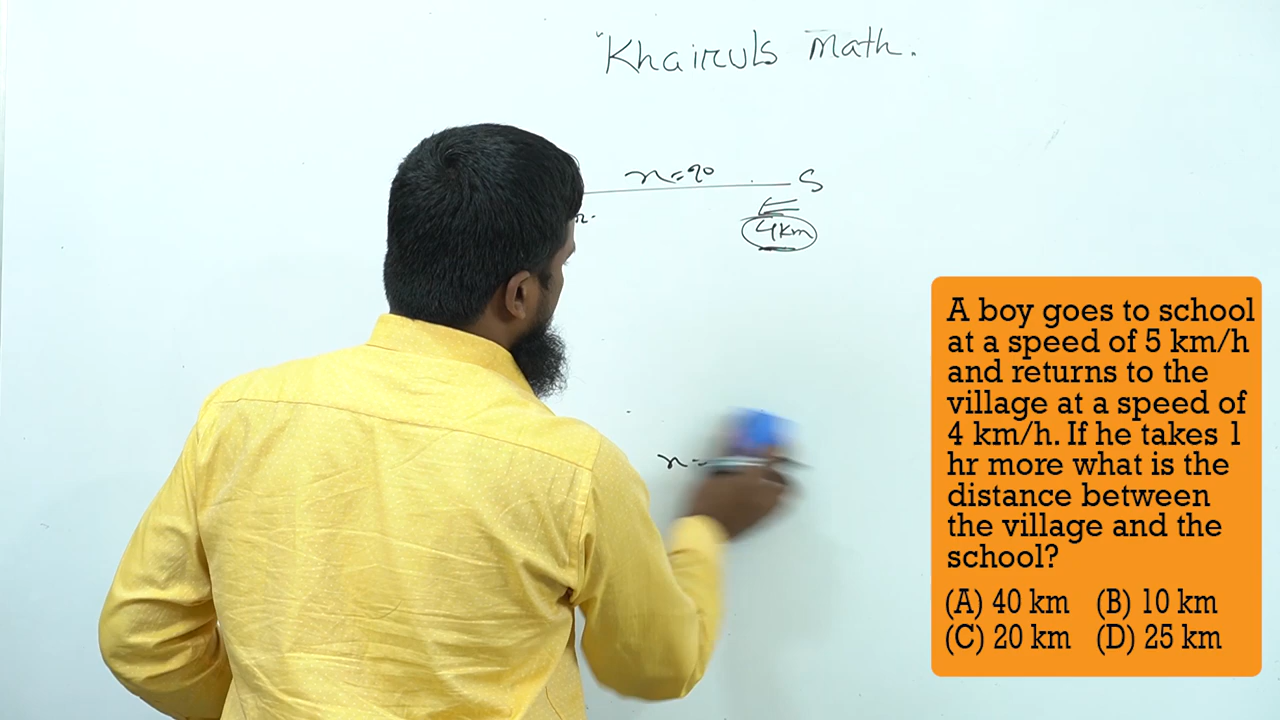 Khairuls Math.
S
4km
A boy goes to school
at a speed of 5 km/h
and returns to the
village at a speed of
4 km/h. If he takes 1
hr more what is the
distance between
the village and the
school?
(A) 40 km (B) 10 km
(C) 20 km (D) 25 km